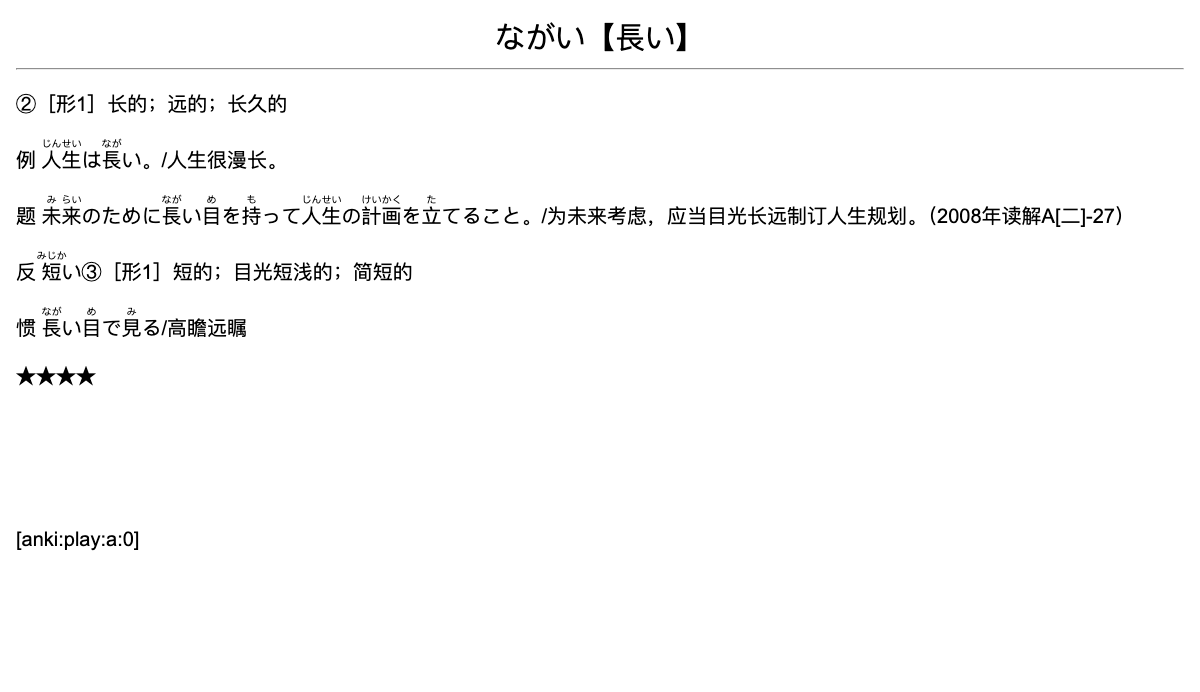 ながい【長い】
②［形1］长的；远的；长久的
じんせい なが
例 人生は長い。/人生很漫长。
み らい なが め も じんせい けいかく た
题 未来のために長い目を持って人生の計画を立てること。/为未来考虑，应当目光长远制订人生规划。（2008年读解A[二]-27）
みじか
反 短い③［形1］短的；目光短浅的；简短的
なが め み
惯 長い目で見る/高瞻远瞩
★★★★
[anki:play:a:0]